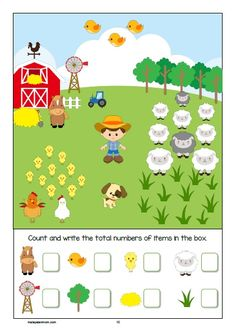 Count and write the total numbers of items in the box.